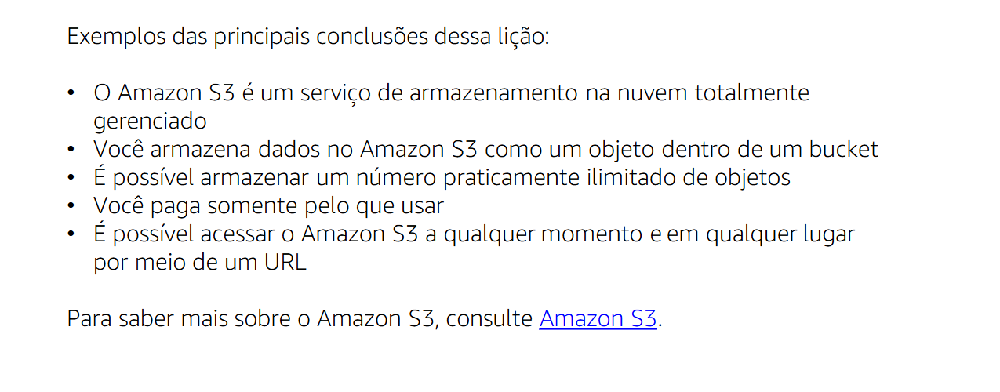 Exemplos das principais conclusões dessa lição:
• O Amazon S3 é um serviço de armazenamento na nuvem totalmente
gerenciado
• Você armazena dados no Amazon S3 como um objeto dentro de um bucket
• É possível armazenar um número praticamente ilimitado de objetos
• Você paga somente pelo que usar
• É possível acessar o Amazon S3 a qualquer momento e em qualquer lugar
por meio de um URL
Para saber mais sobre o Amazon S3, consulte Amazon S3.